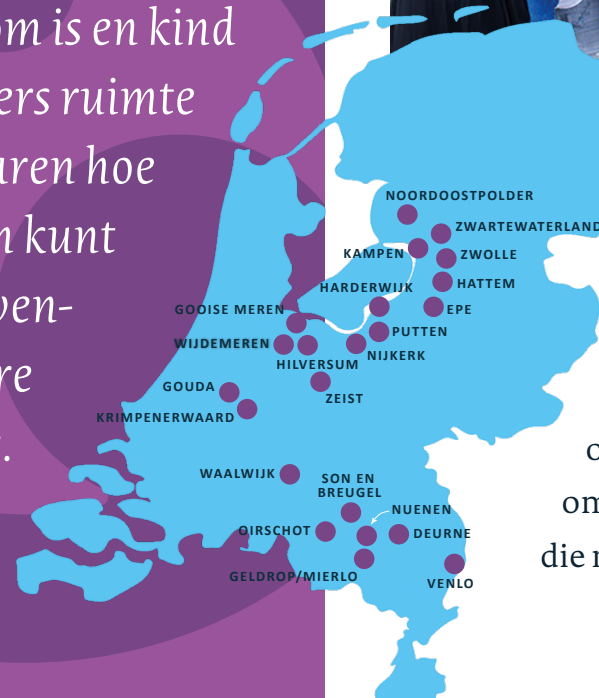 om is en kind
ers ruimte
aren hoe
n kunt
ven-
re
.
NOORDOOSTPOLDER
ZWARTEWATERLAND
KAMPEN
ZWOLLE
HATTEM
HARDERWIJK
EPE
GOOISE MEREN
PUTTEN
WIJDEMEREN
NIJKERK
HILVERSUM
GOUDA
ZEIST
KRIMPENERWAARD
WAALWIJK
SON EN
BREUGEL
NUENEN
OIRSCHOT
DEURNE
GELDROP/MIERLO
VENLO
o
om
die